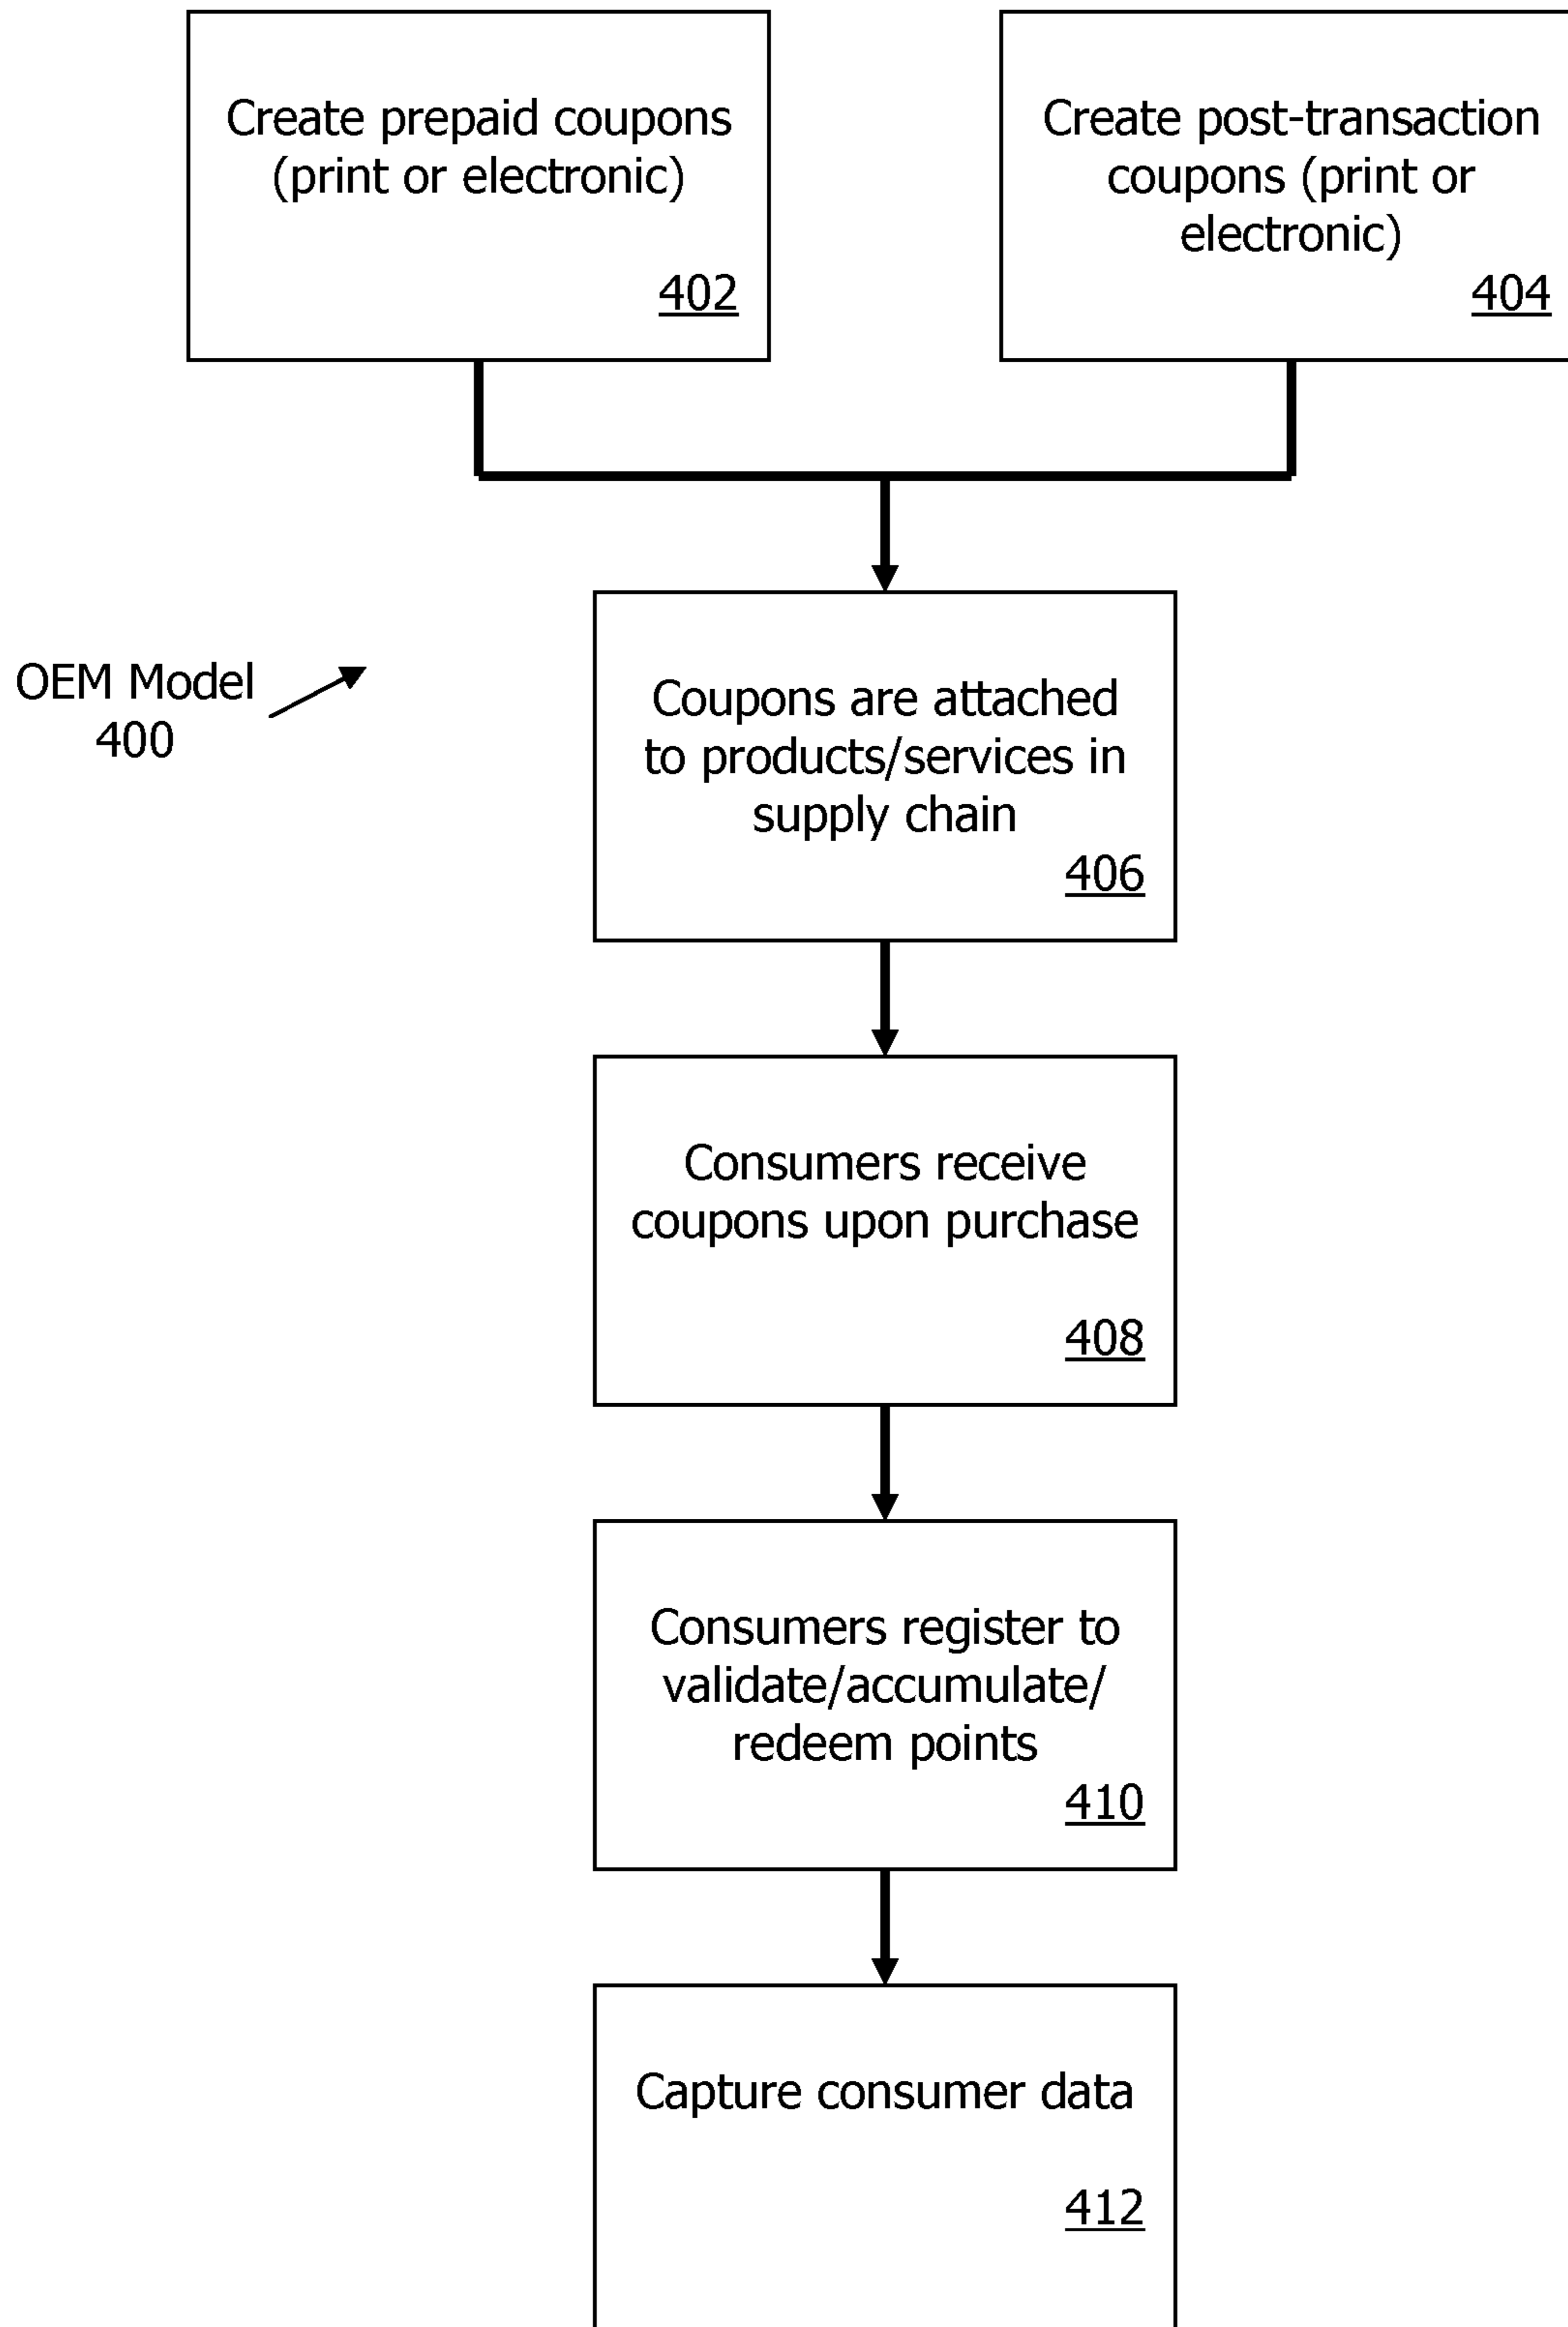 Create prepaid coupons
(print or electronic)
402
Create post-transaction
coupons (print or
electronic)
404
OEM Model
400
Coupons are attached
to products/services in
supply chain
406
Consumers receive
coupons upon purchase
408
Consumers register to
validate/accumulate/
redeem points
410
Capture consumer data
412